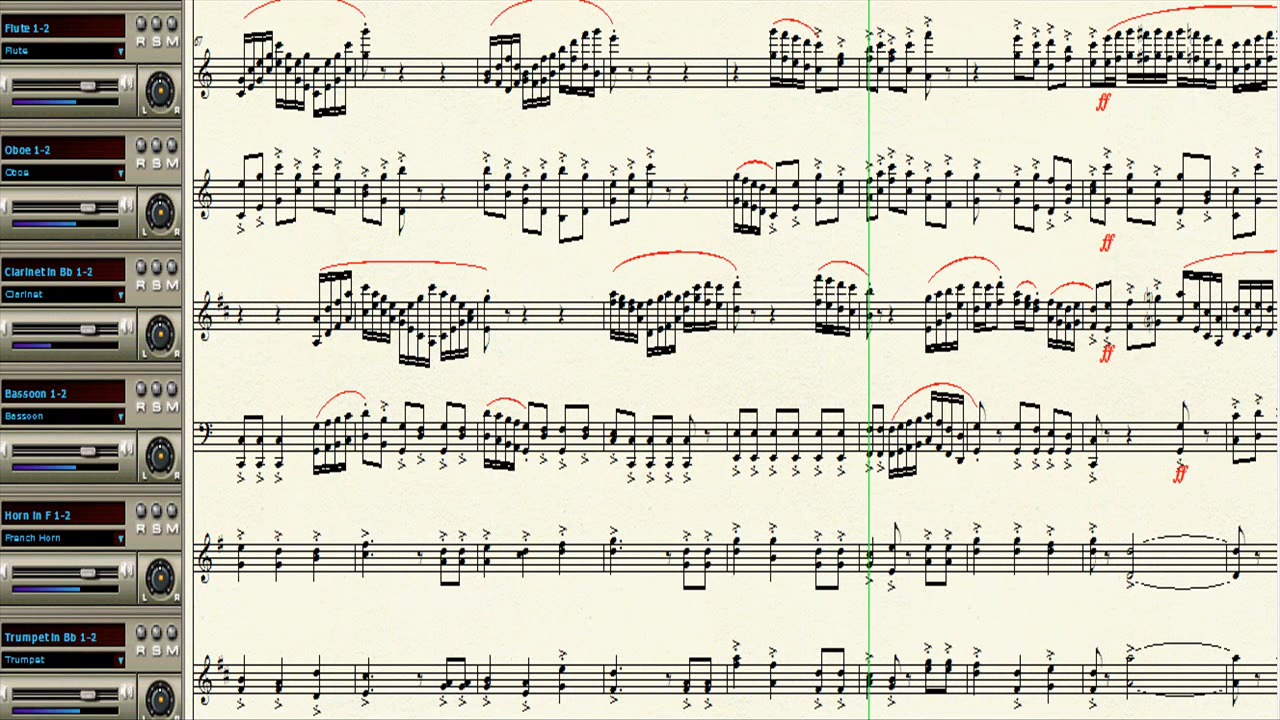 Flute 1-2
Flute
R S M
L R
67
ff
Oboe 1-2
Oboe
R S M
L R
ff
Clarinet in Bb 1-2
Clarinet
R S M
L R
ff
Bassoon 1-2
Bassoon
R S M
L R
ff
Horn in F 1-2
French Horn
R S M
L R
Trumpet in Bb 1-2
Trumpet
R S M
L R